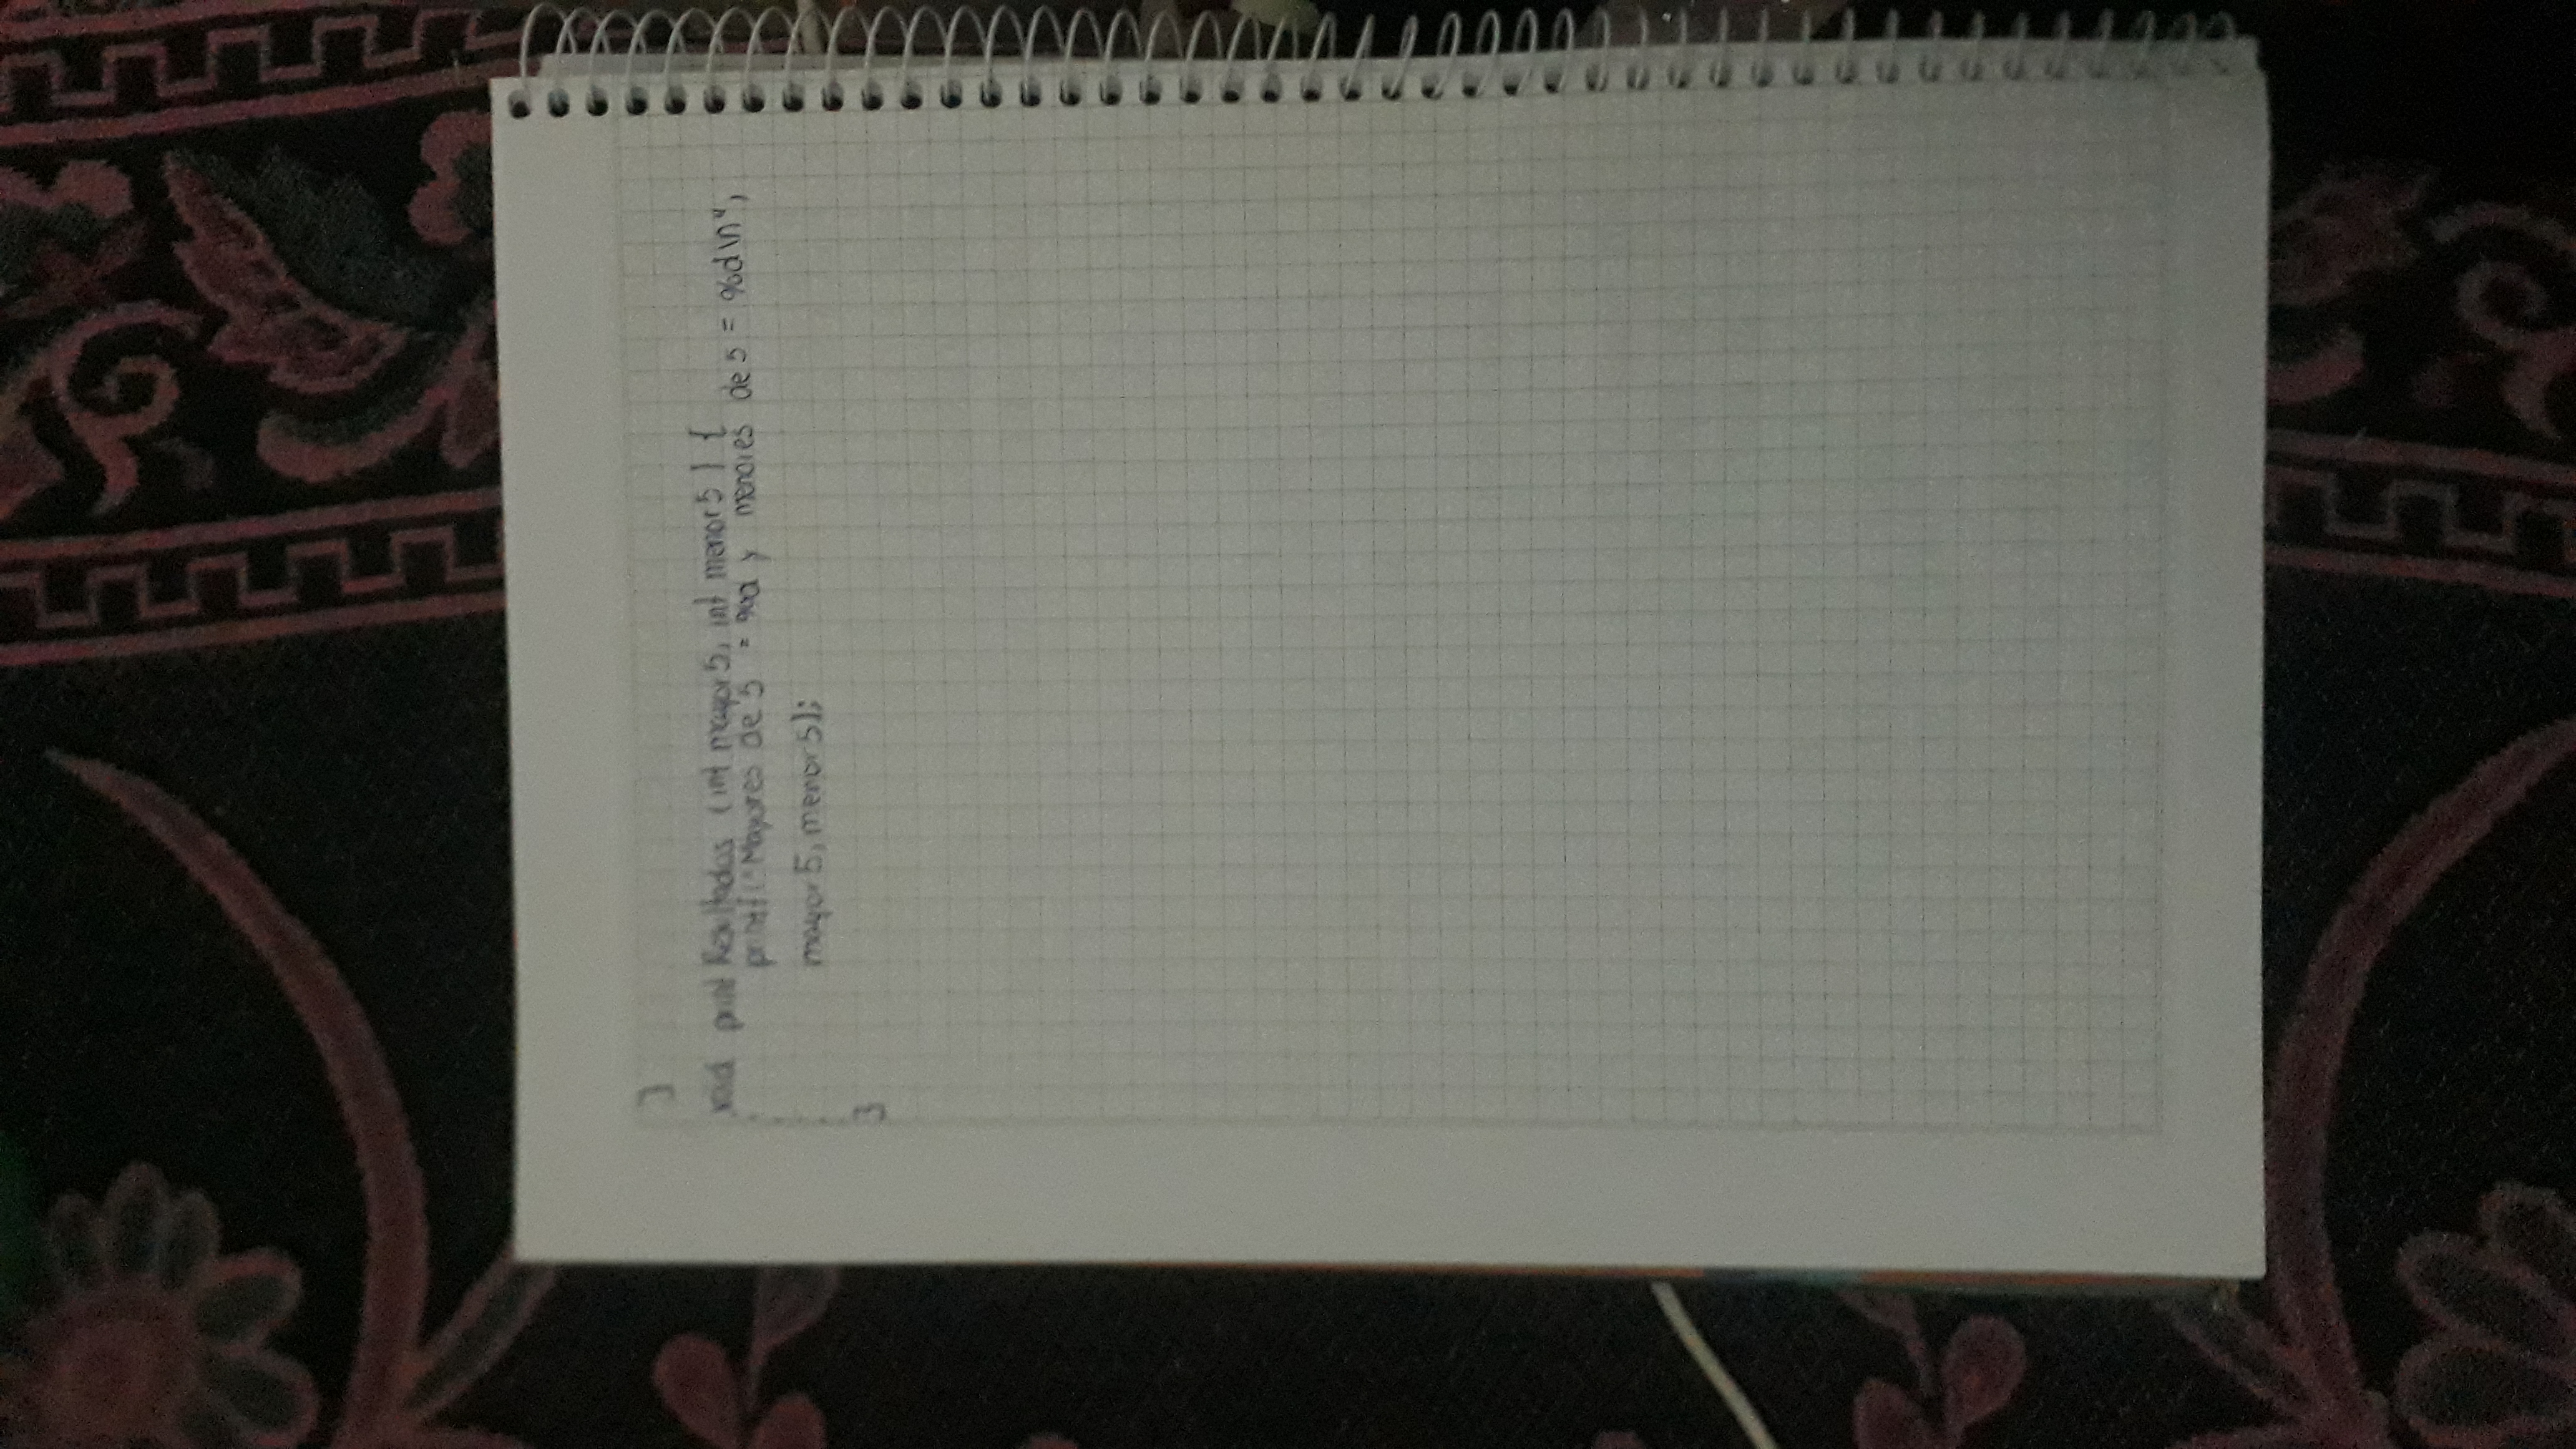 }
void printResultados (int mayor5, int menor5) {
printf("Mayores de 5 = %d y menores de 5 = %d\n",
mayor5, menor5);
}